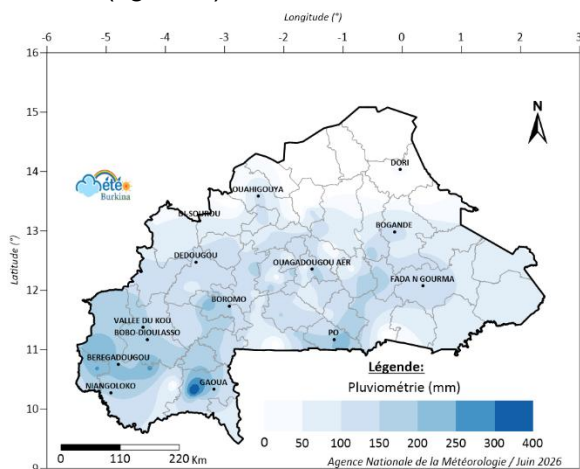 Longitude (°)
-6 -5 -4 -3 -2 -1 0 1 2 3
16
15
N
DORI
14
météo
Burkina
OUAHIGOUYA
DI-SOUROU
BOGANDE
13
Latitude (°)
DEDOUGOU
OUAGADOUGOU AER
FADA N GOURMA
12
BOROMO
VALLEE DU KOU
BOBO-DIOULASSO
PO
11
BEREGADOUGOU
Légende:
NIANGOLOKO
GAOUA
Pluviométrie (mm)
10
0 50 100 150 200 250 300 400
9
0 110 220 Km
Agence Nationale de la Météorologie / Juin 2026